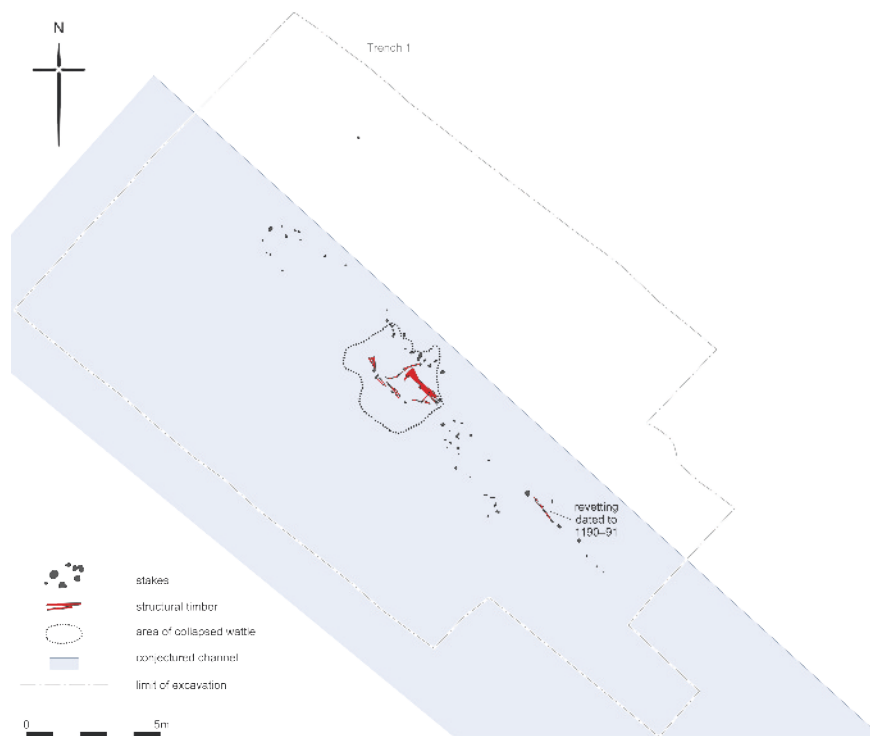 N
Trench 1
revetting
dated to
1190–91
stakes
structural timber
area of collapsed wattle
conjectured channel
limit of excavation
0 5m